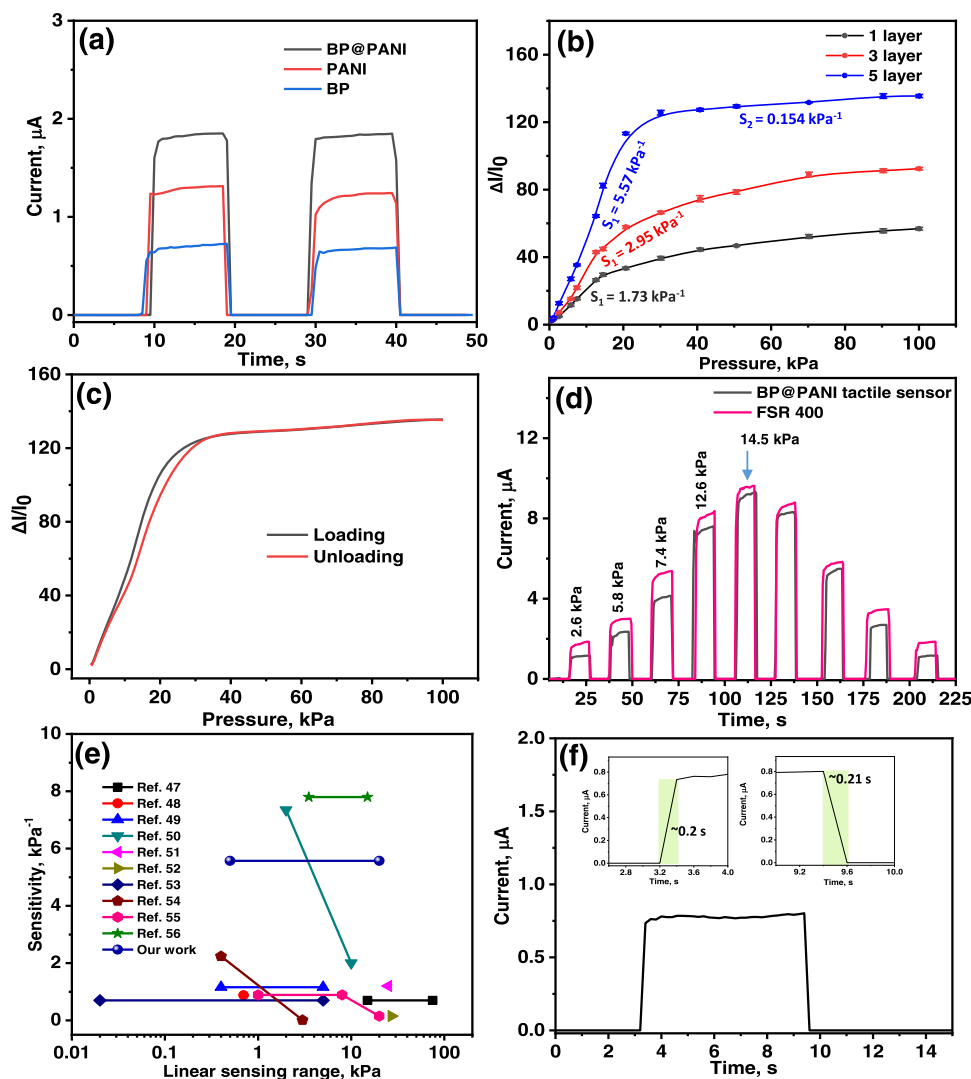 (a)
BP@PANI
PANI
BP
Current, μA
3
2
1
0
0 10 20 30 40 50
Time, s
(b)
1 layer
3 layer
5 layer
ΔI/I₀
160
120
80
40
0
S₁ = 5.57 kPa⁻¹
S₂ = 0.154 kPa⁻¹
S₁ = 2.95 kPa⁻¹
S₁ = 1.73 kPa⁻¹
0 20 40 60 80 100
Pressure, kPa
(c)
ΔI/I₀
160
120
80
40
0
Loading
Unloading
0 20 40 60 80 100
Pressure, kPa
(d)
BP@PANI tactile sensor
FSR 400
Current, μA
12
8
4
0
2.6 kPa
5.8 kPa
7.4 kPa
12.6 kPa
14.5 kPa
25 50 75 100 125 150 175 200 225
Time, s
(e)
Sensitivity, kPa⁻¹
8
6
4
2
0
Ref. 47
Ref. 48
Ref. 49
Ref. 50
Ref. 51
Ref. 52
Ref. 53
Ref. 54
Ref. 55
Ref. 56
Our work
0.01 0.1 1 10 100
Linear sensing range, kPa
(f)
Current, μA
2.0
1.5
1.0
0.5
0.0
Current, μA
0.8
0.6
0.4
0.2
0.0
~0.2 s
2.8 3.2 3.6 4.0
Time, s
Current, μA
0.8
0.6
0.4
0.2
0.0
~0.21 s
9.2 9.6 10.0
Time, s
0 2 4 6 8 10 12 14
Time, s